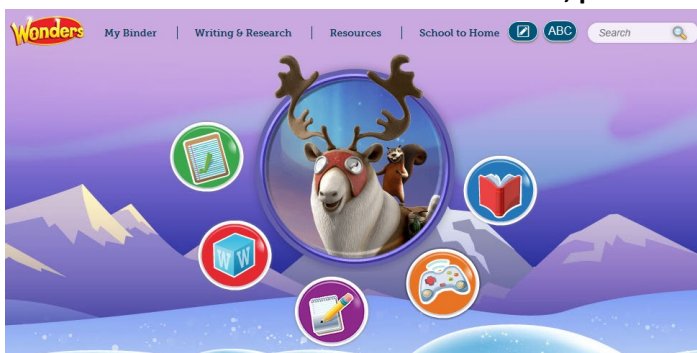 Wonders
My Binder | Writing & Research | Resources | School to Home ABC Search
W W